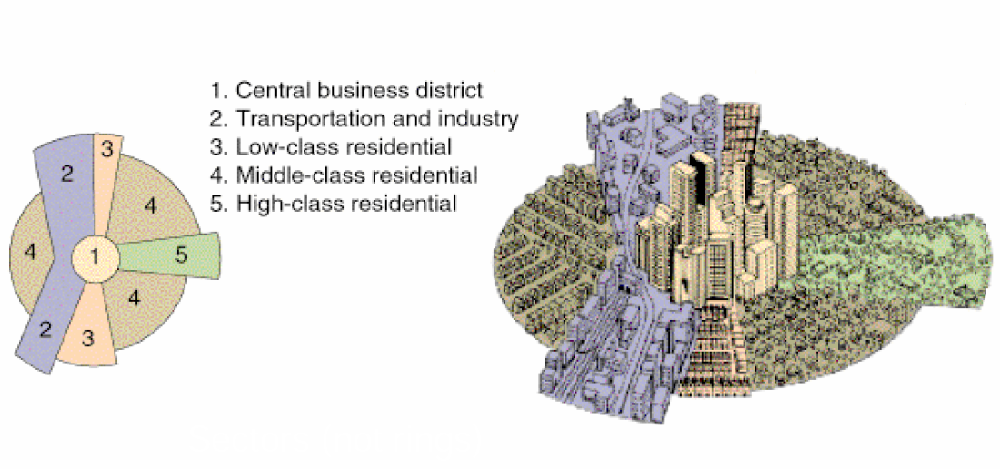 1. Central business district
2. Transportation and industry
3. Low-class residential
4. Middle-class residential
5. High-class residential
3
2
4
4
5
1
4
2
3